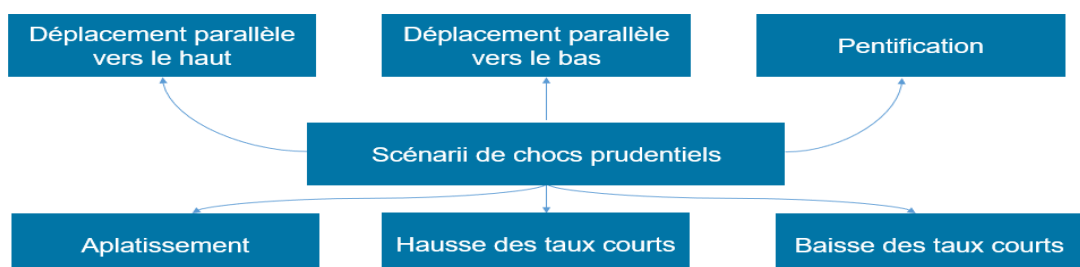 Déplacement parallèle
vers le haut
Déplacement parallèle
vers le bas
Pentification
Scénarii de chocs prudentiels
Aplatissement
Hausse des taux courts
Baisse des taux courts